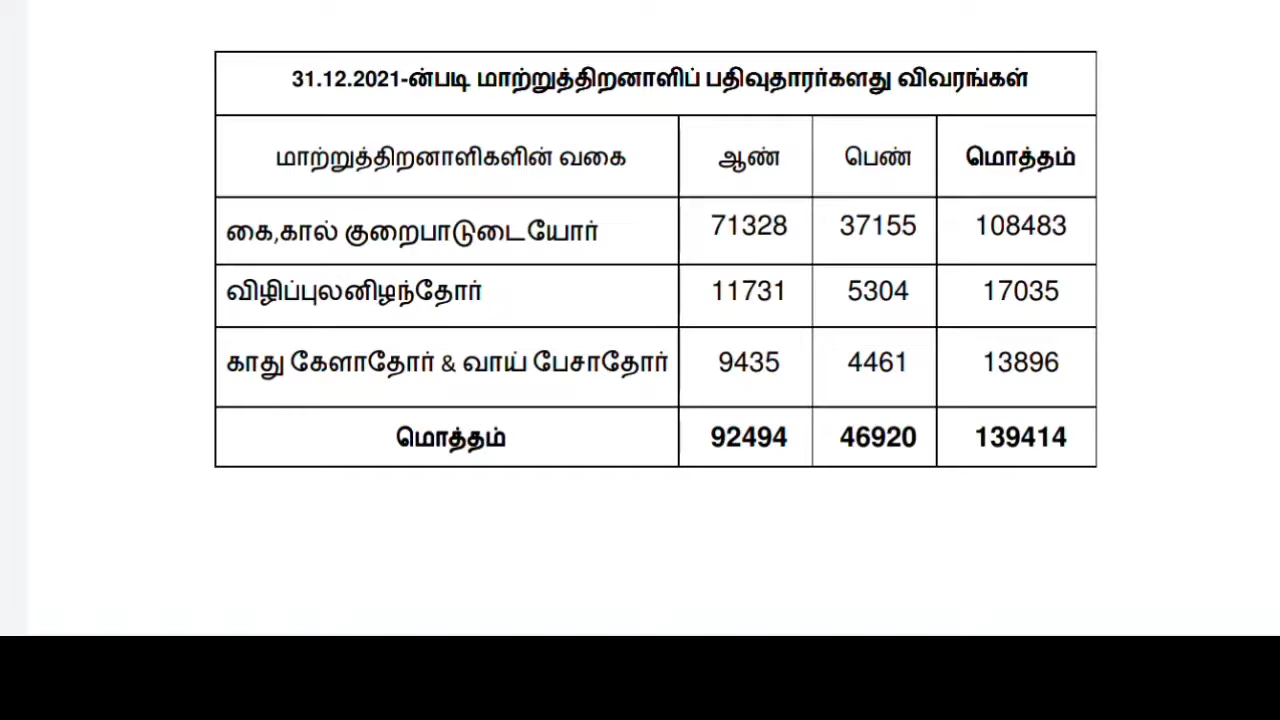 31.12.2021-ன்படி மாற்றுத்திறனாளிப் பதிவுதாரர்களது விவரங்கள்
மாற்றுத்திறனாளிகளின் வகை ஆண் பெண் மொத்தம்
கை,கால் குறைபாடுடையோர் 71328 37155 108483
விழிப்புலனிழந்தோர் 11731 5304 17035
காது கேளாதோர் & வாய் பேசாதோர் 9435 4461 13896
மொத்தம் 92494 46920 139414